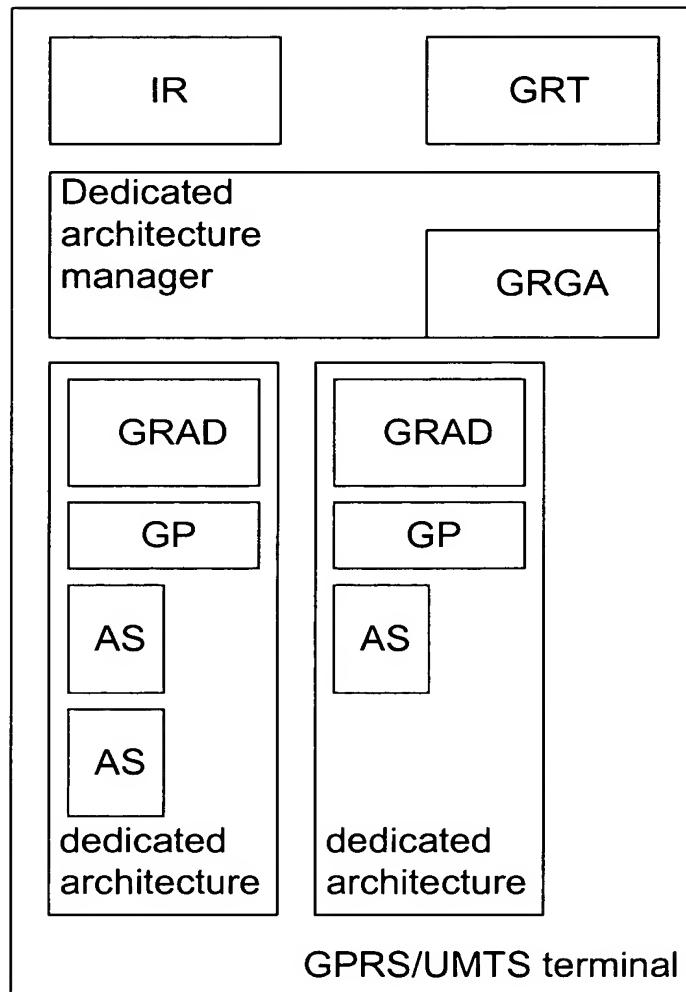 IR
GRT
Dedicated
architecture
manager
GRGA
GRAD
GP
AS
AS
dedicated
architecture
GRAD
GP
AS
dedicated
architecture
GPRS/UMTS terminal